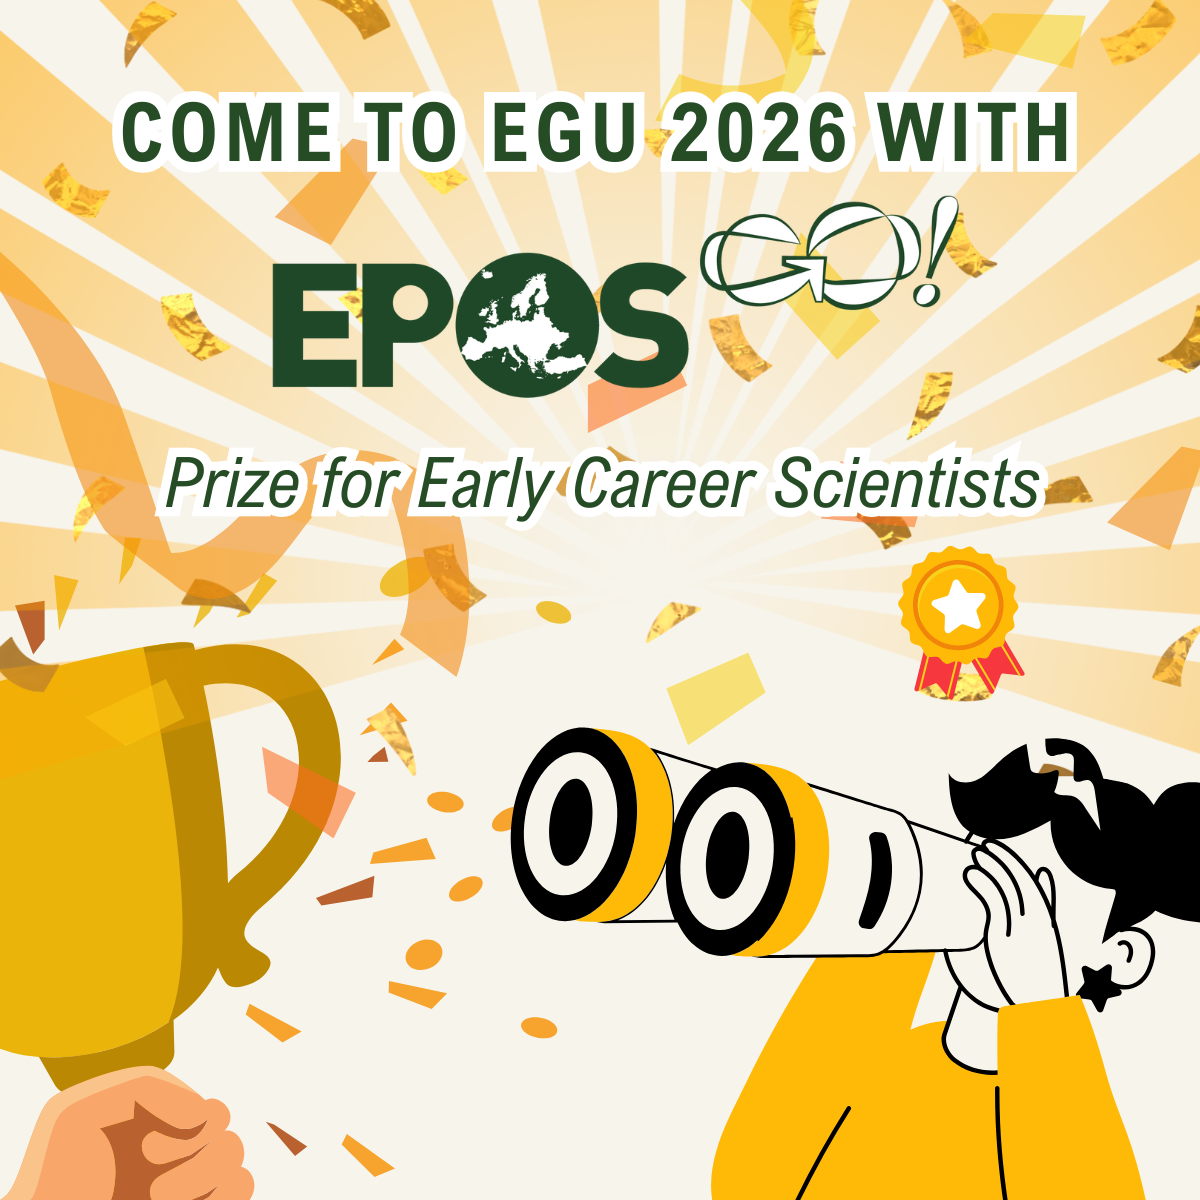 COME TO EGU 2026 WITH
EPOS GO!
Prize for Early Career Scientists